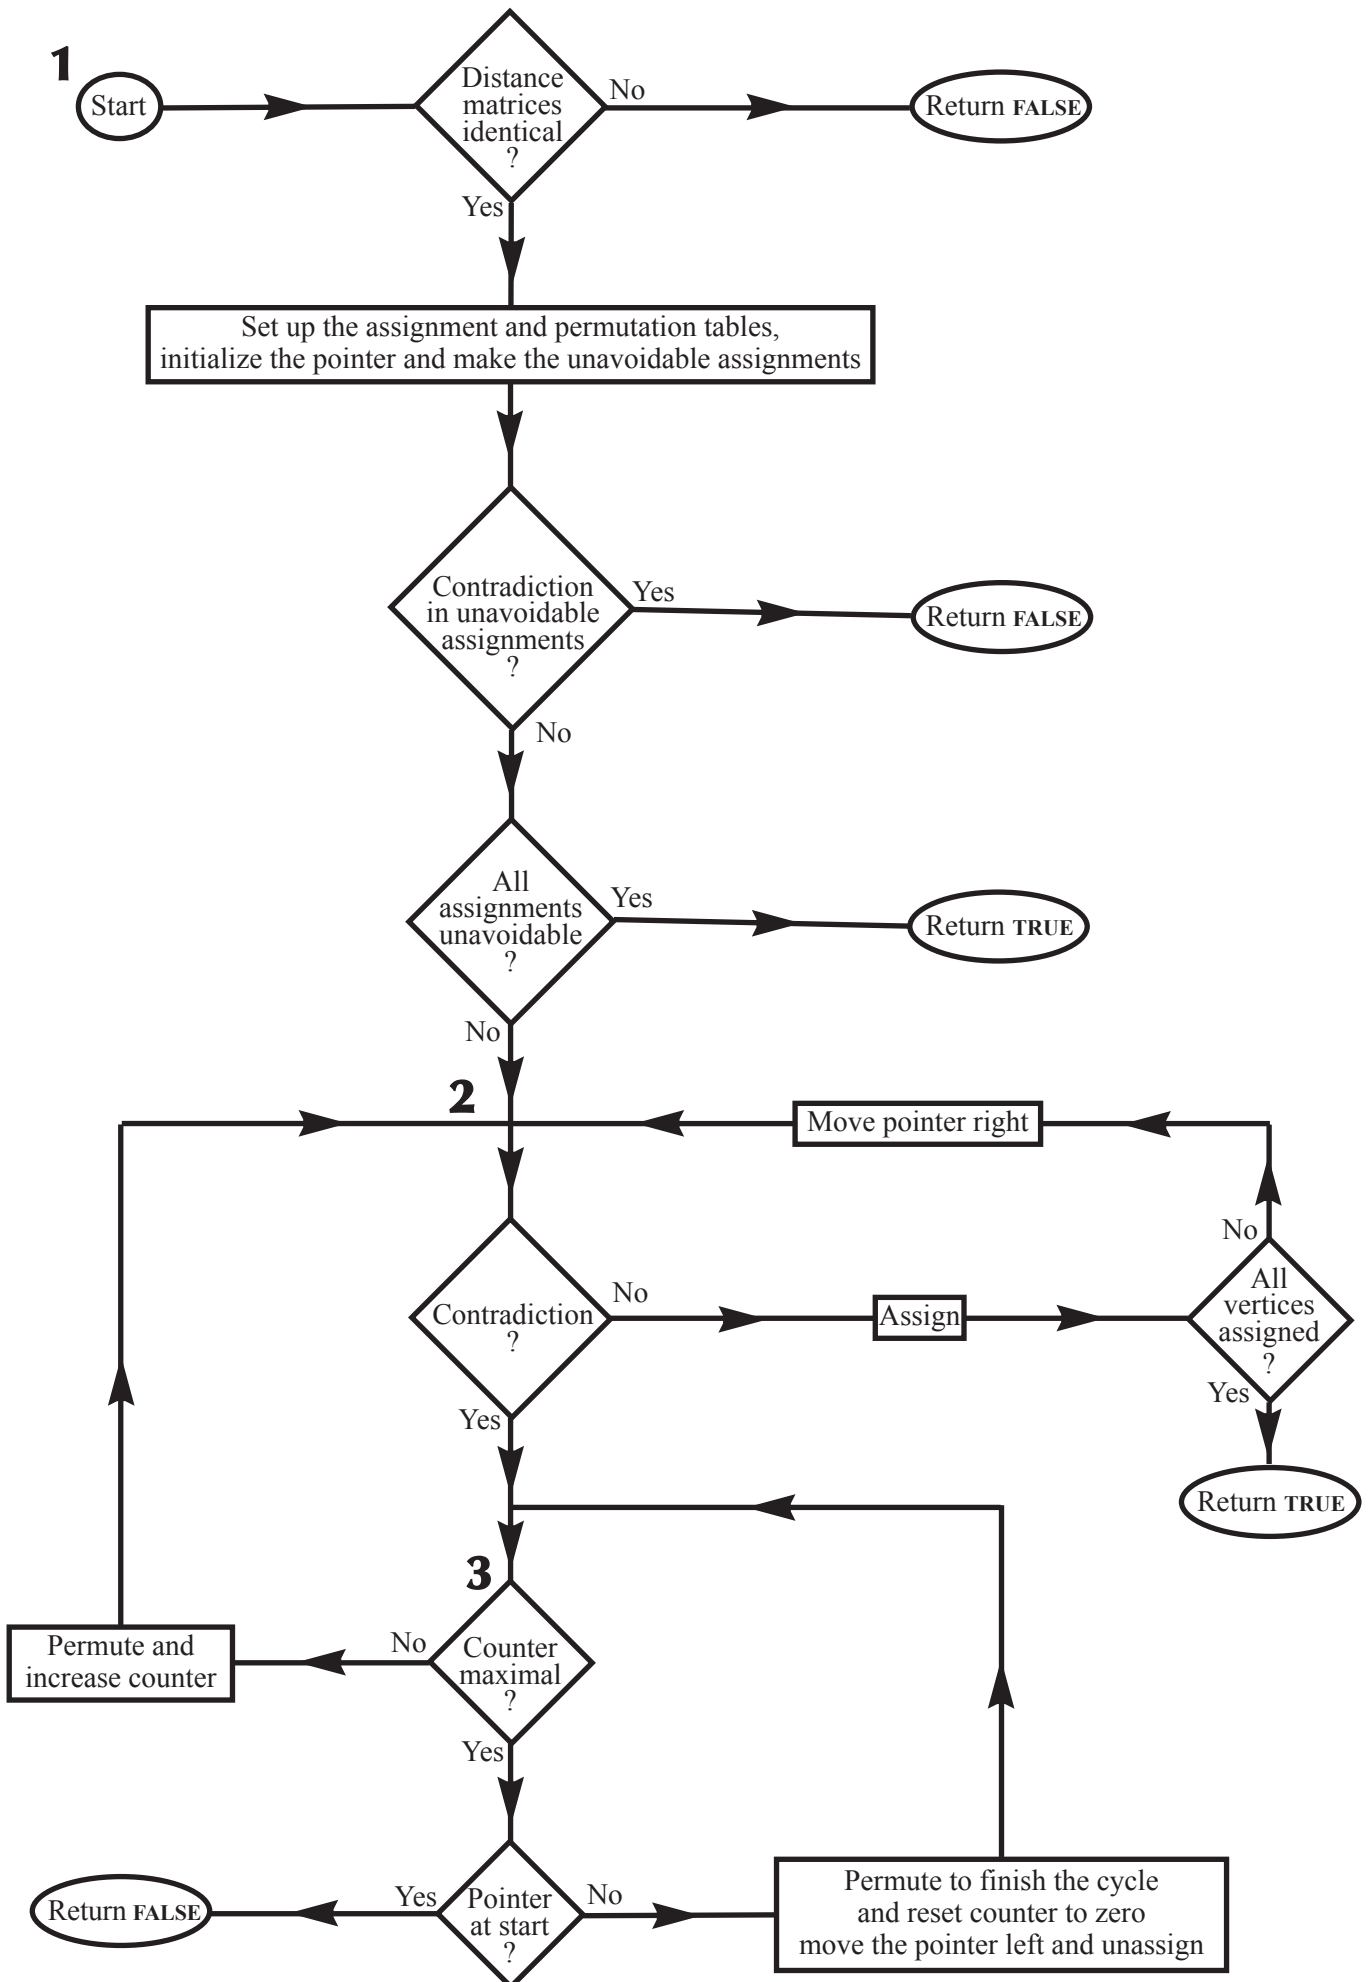 1
Start
Distance
matrices
identical
?
No
Return FALSE
Yes
Set up the assignment and permutation tables,
initialize the pointer and make the unavoidable assignments
Contradiction
in unavoidable
assignments
?
Yes
Return FALSE
No
All
assignments
unavoidable
?
Yes
Return TRUE
No
2
Move pointer right
Contradiction
?
No
Assign
No
All
vertices
assigned
?
Yes
Return TRUE
Yes
3
Counter
maximal
?
No
Permute and
increase counter
Yes
Pointer
at start
?
Yes
Return FALSE
No
Permute to finish the cycle
and reset counter to zero
move the pointer left and unassign